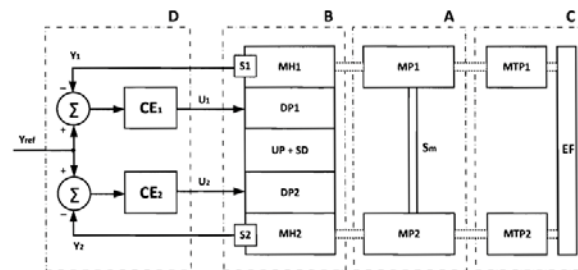 D
B
A
C
Y1
S1
MH1
MP1
MTP1
−
Σ
CE1
U1
DP1
+
Yref
UP + SD
Sm
EF
+
Σ
CE2
U2
DP2
−
S2
MH2
MP2
MTP2
Y2